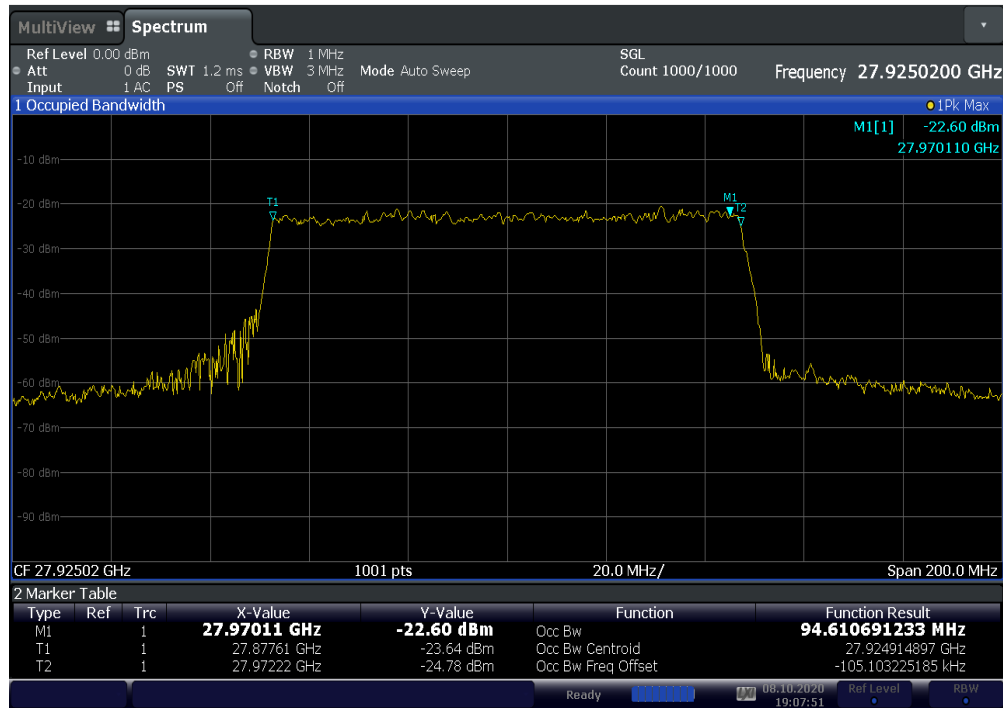 MultiView Spectrum
Ref Level 0.00 dBm RBW 1 MHz SGL
Att 0 dB SWT 1.2 ms VBW 3 MHz Mode Auto Sweep Count 1000/1000 Frequency 27.9250200 GHz
Input 1 AC PS Off Notch Off
1 Occupied Bandwidth 1Pk Max
M1[1] -22.60 dBm
27.970110 GHz
-10 dBm
M1
T1 T2
-20 dBm
-30 dBm
-40 dBm
-50 dBm
-60 dBm
-70 dBm
-80 dBm
-90 dBm
CF 27.92502 GHz 1001 pts 20.0 MHz/ Span 200.0 MHz
2 Marker Table
Type Ref Trc X-Value Y-Value Function Function Result
M1 1 27.97011 GHz -22.60 dBm Occ Bw 94.610691233 MHz
T1 1 27.87761 GHz -23.64 dBm Occ Bw Centroid 27.924914897 GHz
T2 1 27.97222 GHz -24.78 dBm Occ Bw Freq Offset -105.103225185 kHz
Ready 08.10.2020 Ref Level RBW
19:07:51